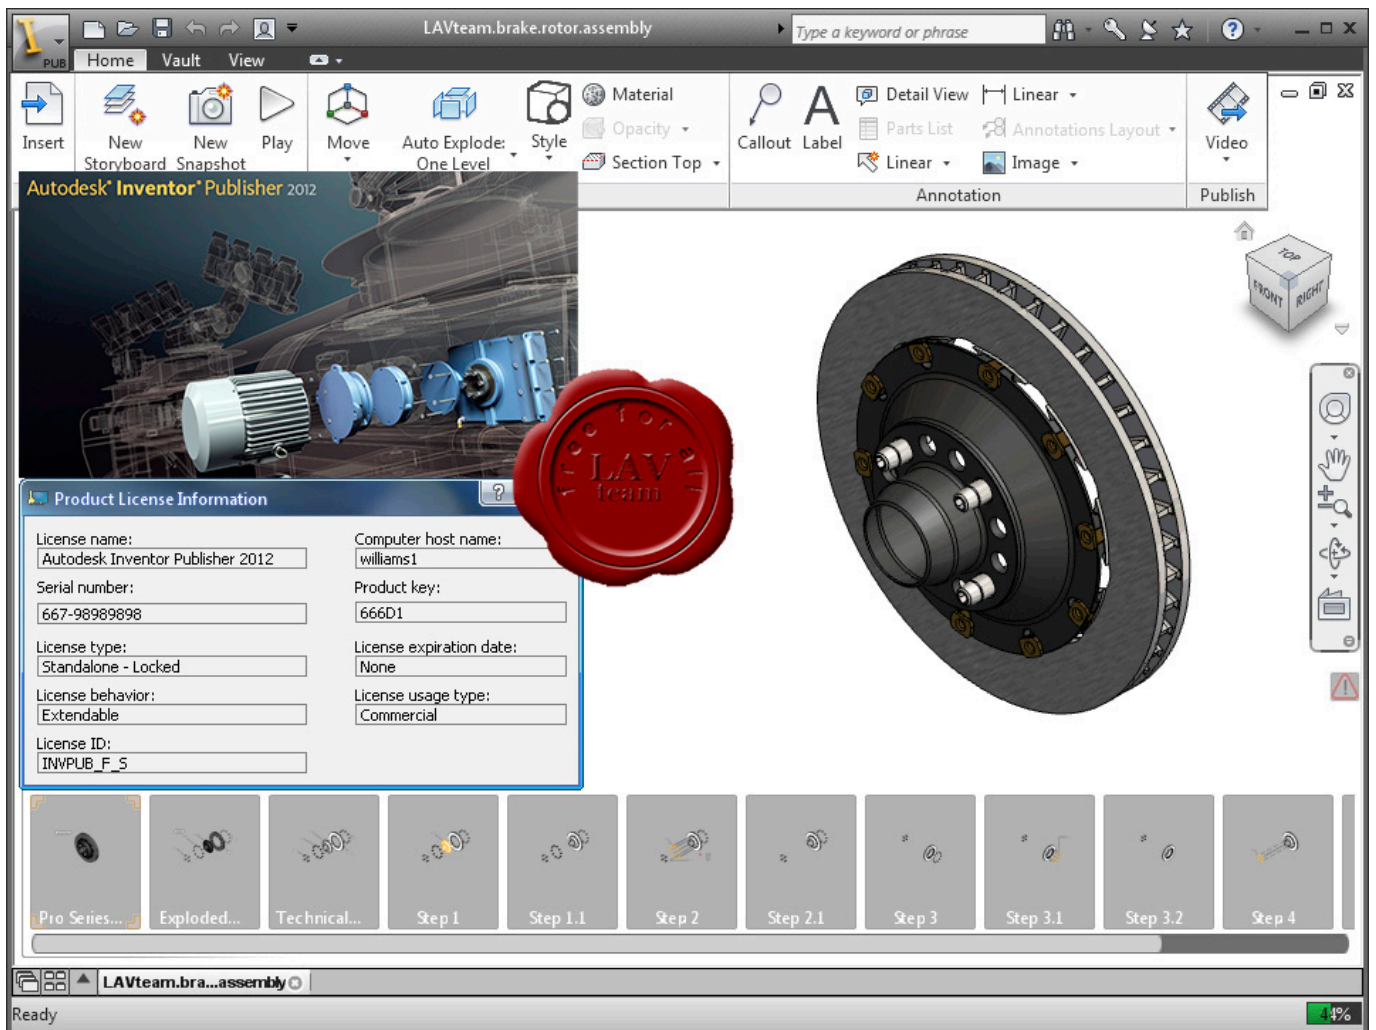 LAVteam.brake.rotor.assembly
Type a keyword or phrase
PUB
Home Vault View
Insert
New Storyboard
New Snapshot
Play
Move
Auto Explode: One Level
Style
Material
Opacity
Section Top
Callout
Label
Detail View
Parts List
Linear
Linear
Annotations Layout
Image
Video
Annotation
Publish
Autodesk® Inventor® Publisher 2012
TOP
FRONT
RIGHT
free for all
LAV
team
Product License Information
License name:
Autodesk Inventor Publisher 2012
Computer host name:
williams1
Serial number:
667-98989898
Product key:
666D1
License type:
Standalone - Locked
License expiration date:
None
License behavior:
Extendable
License usage type:
Commercial
License ID:
INVPUB_F_S
Pro Series...
Exploded...
Technical...
Step 1
Step 1.1
Step 2
Step 2.1
Step 3
Step 3.1
Step 3.2
Step 4
LAVteam.bra...assembly
Ready
44%